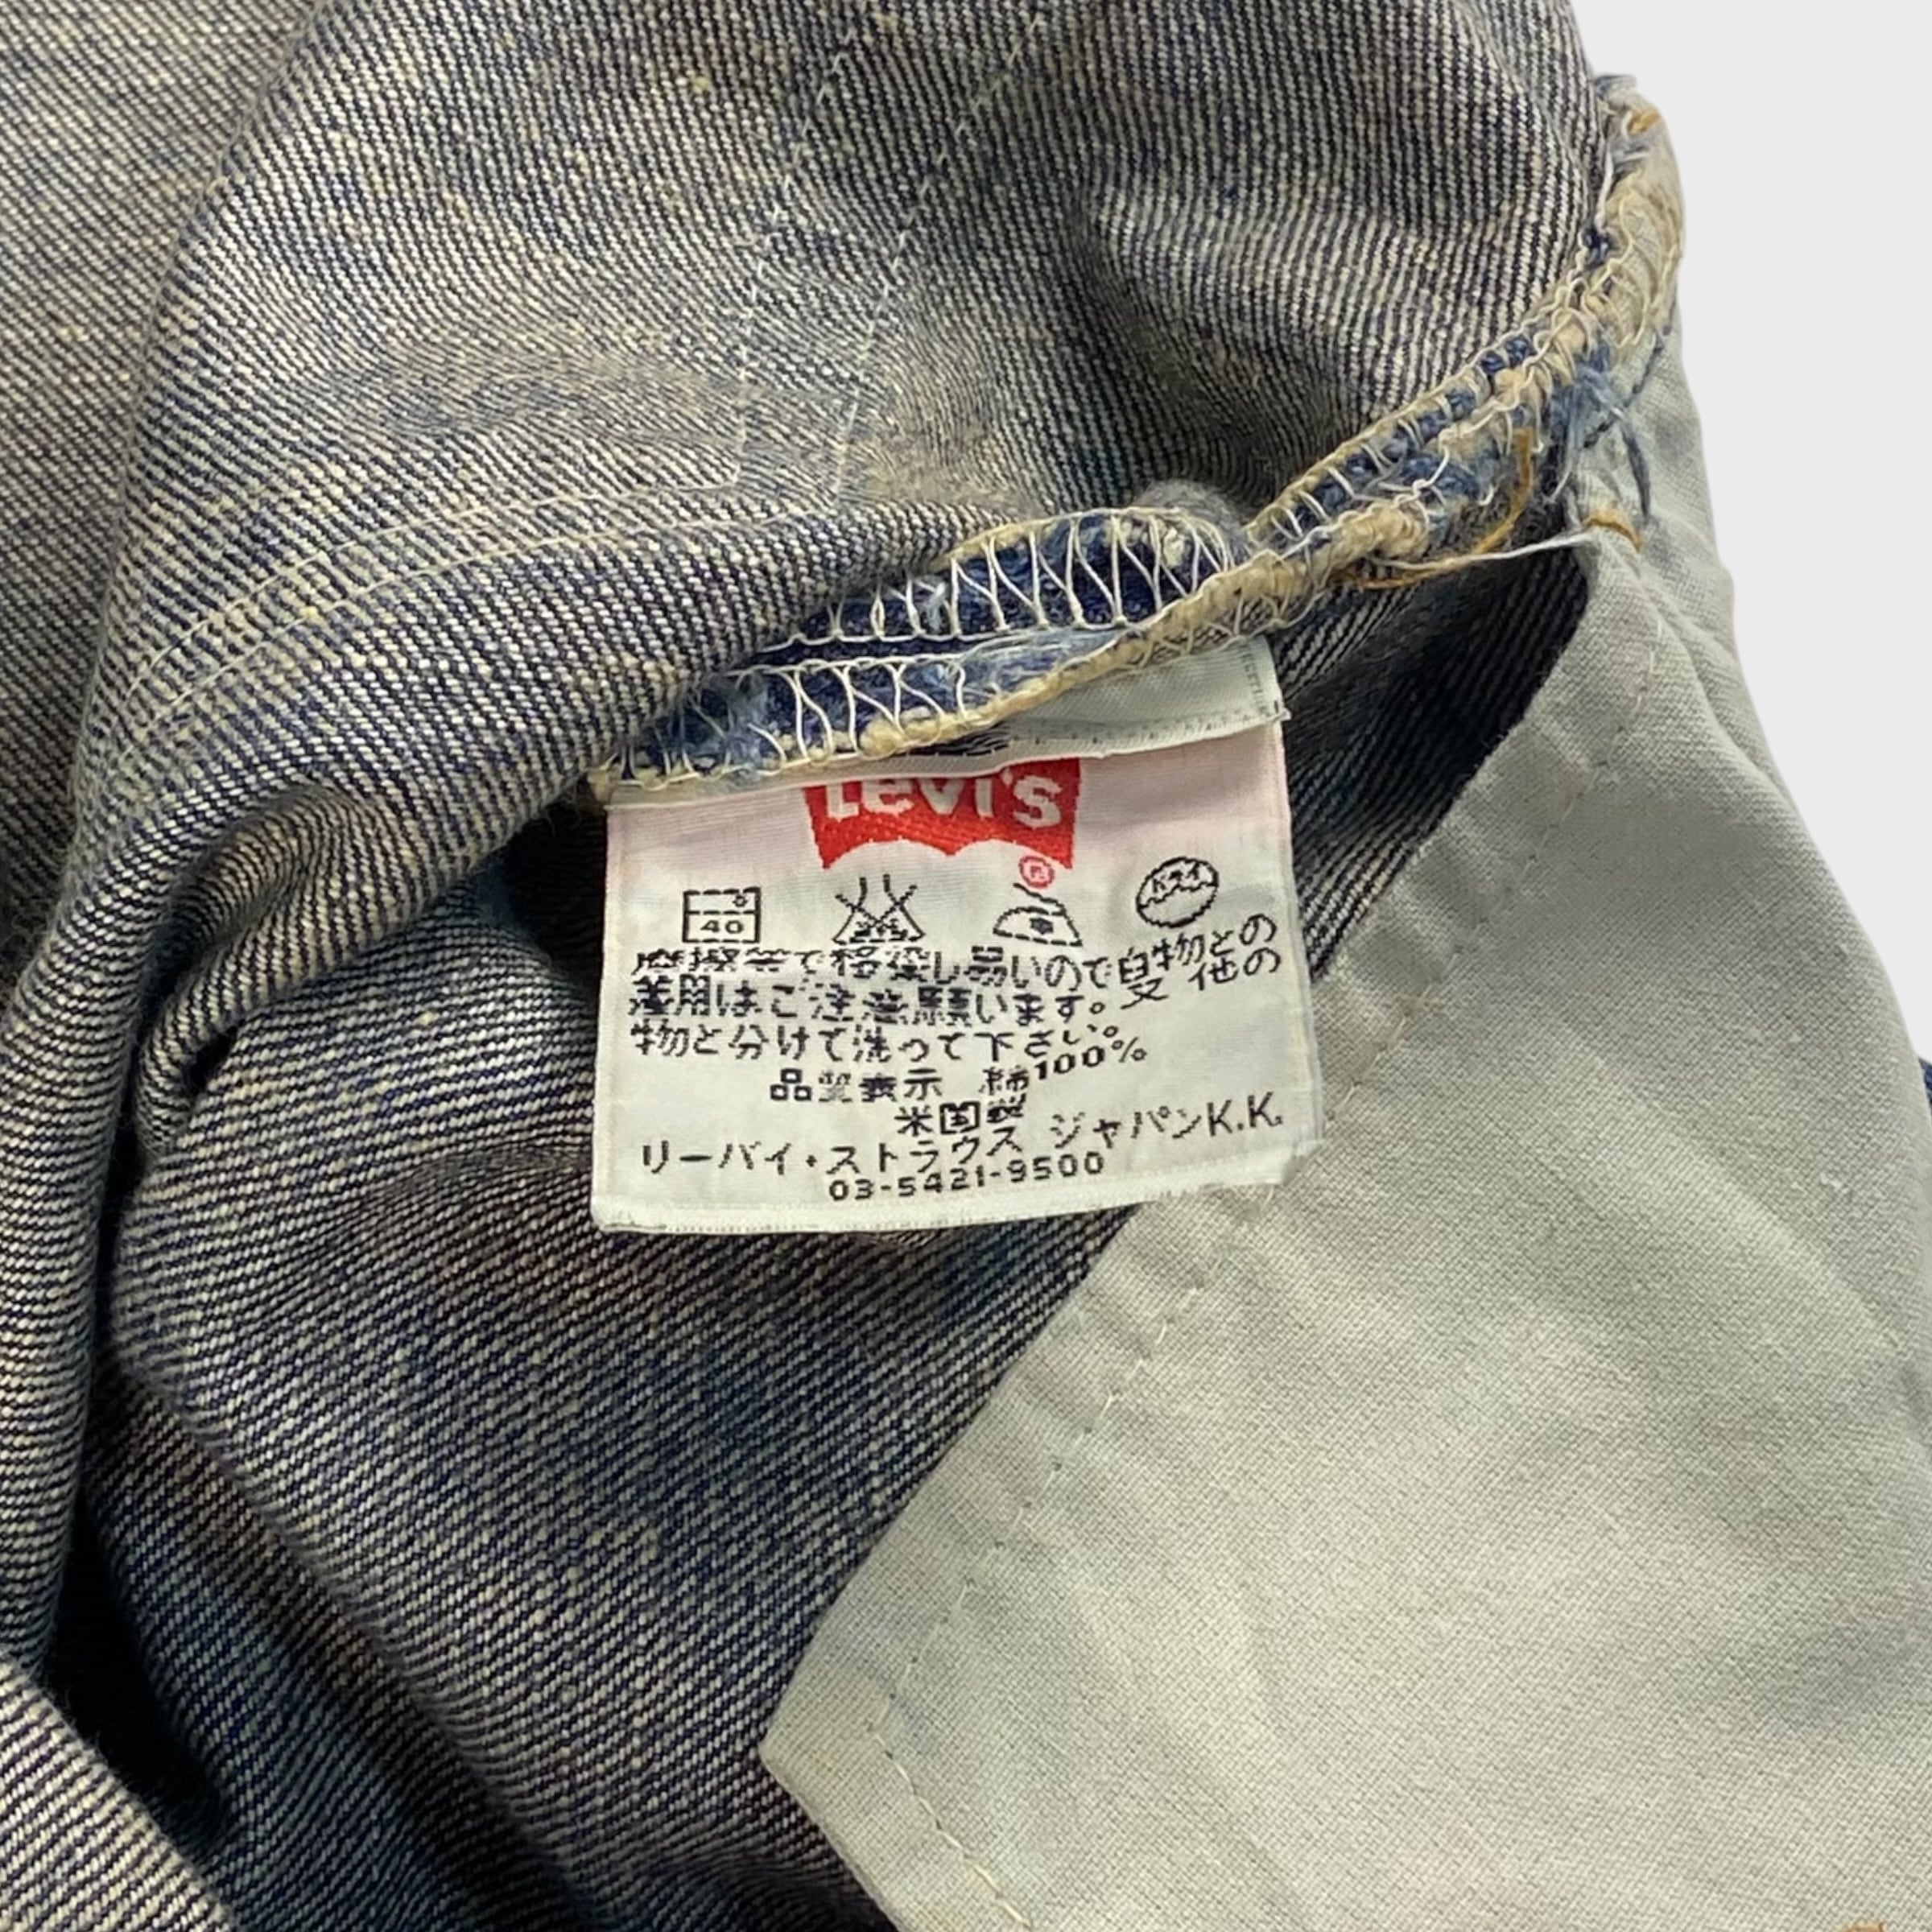 Levi's
®
40
ドライ
摩擦等で移染し易いので白物との
着用はご注意願います。又 他の
物と分けて洗って下さい。
品質表示 綿100%
米国製
リーバイ・ストラウス ジャパンK.K.
03-5421-9500